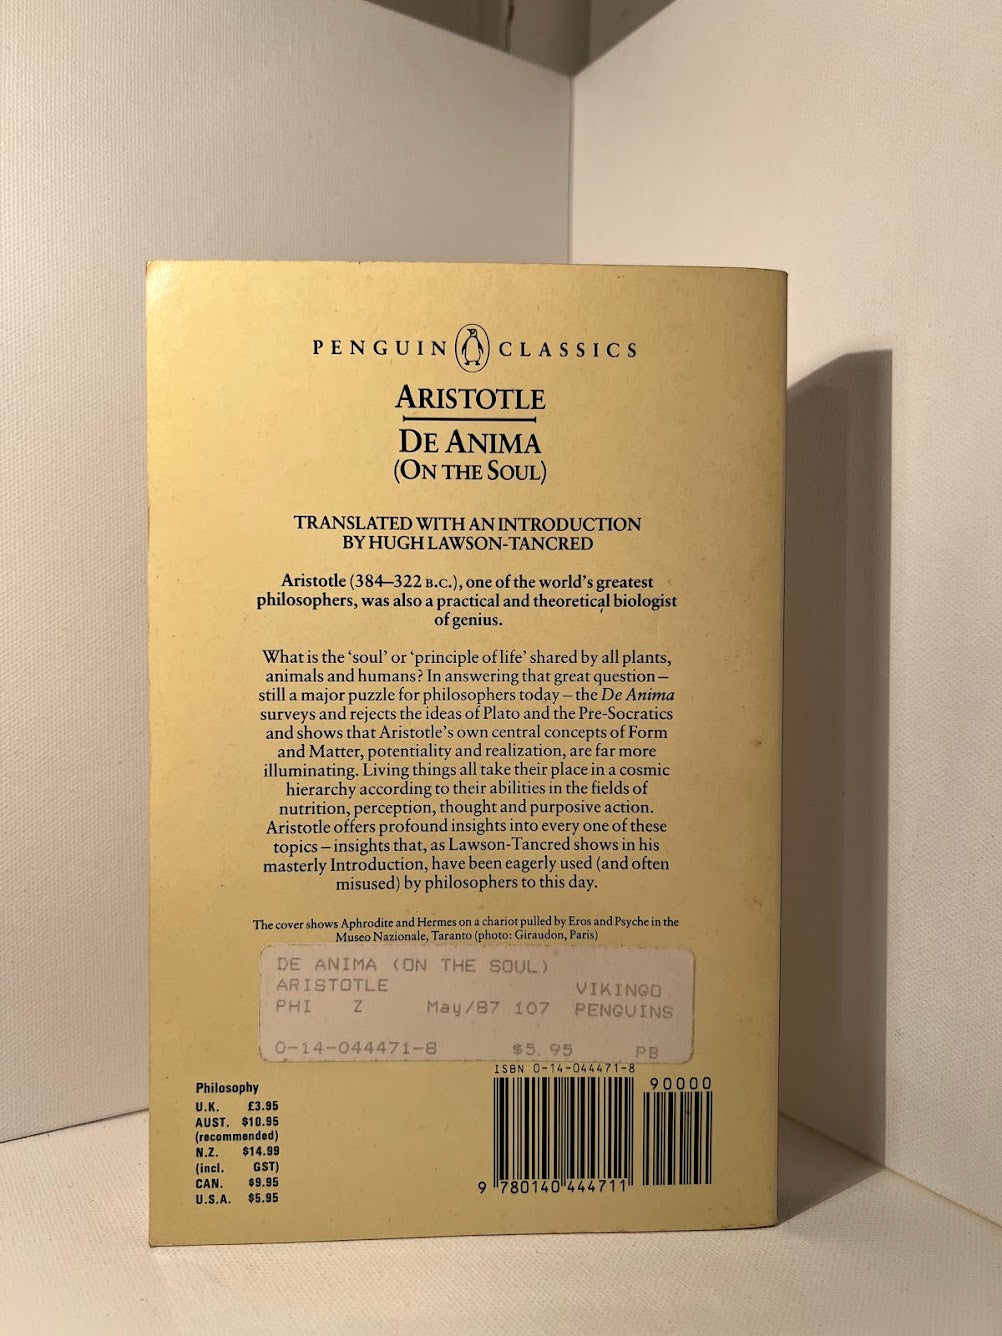 PENGUIN CLASSICS
ARISTOTLE
DE ANIMA
(ON THE SOUL)
TRANSLATED WITH AN INTRODUCTION
BY HUGH LAWSON-TANCRED
Aristotle (384–322 B.C.), one of the world's greatest
philosophers, was also a practical and theoretical biologist
of genius.
What is the 'soul' or 'principle of life' shared by all plants,
animals and humans? In answering that great question –
still a major puzzle for philosophers today – the De Anima
surveys and rejects the ideas of Plato and the Pre-Socratics
and shows that Aristotle's own central concepts of Form
and Matter, potentiality and realization, are far more
illuminating. Living things all take their place in a cosmic
hierarchy according to their abilities in the fields of
nutrition, perception, thought and purposive action.
Aristotle offers profound insights into every one of these
topics – insights that, as Lawson-Tancred shows in his
masterly Introduction, have been eagerly used (and often
misused) by philosophers to this day.
The cover shows Aphrodite and Hermes on a chariot pulled by Eros and Psyche in the
Museo Nazionale, Taranto (photo: Giraudon, Paris)
DE ANIMA (ON THE SOUL)
ARISTOTLE VIKINGO
PHI Z May/87 107 PENGUINS
0-14-044471-8 $5.95 PB
ISBN 0-14-044471-8
90000
9 780140 444711
Philosophy
U.K. £3.95
AUST. $10.95
(recommended)
N.Z. $14.99
(incl. GST)
CAN. $9.95
U.S.A. $5.95